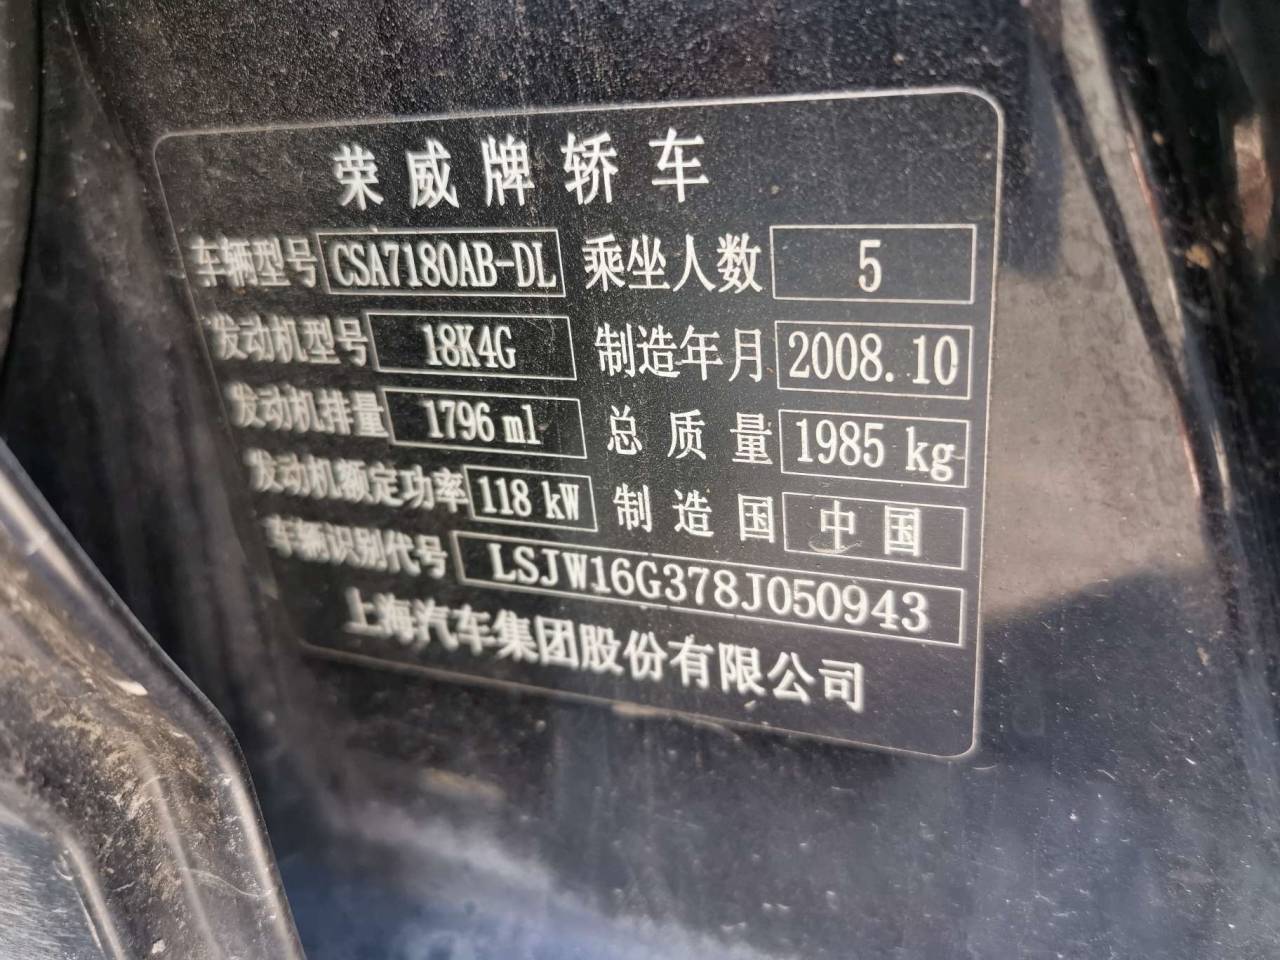 荣威牌轿车
车辆型号 CSA7180AB-DL 乘坐人数 5
发动机型号 18K4G 制造年月 2008.10
发动机排量 1796 ml 总质量 1985 kg
发动机额定功率 118 kW 制造国 中国
车辆识别代号 LSJW16G378J050943
上海汽车集团股份有限公司